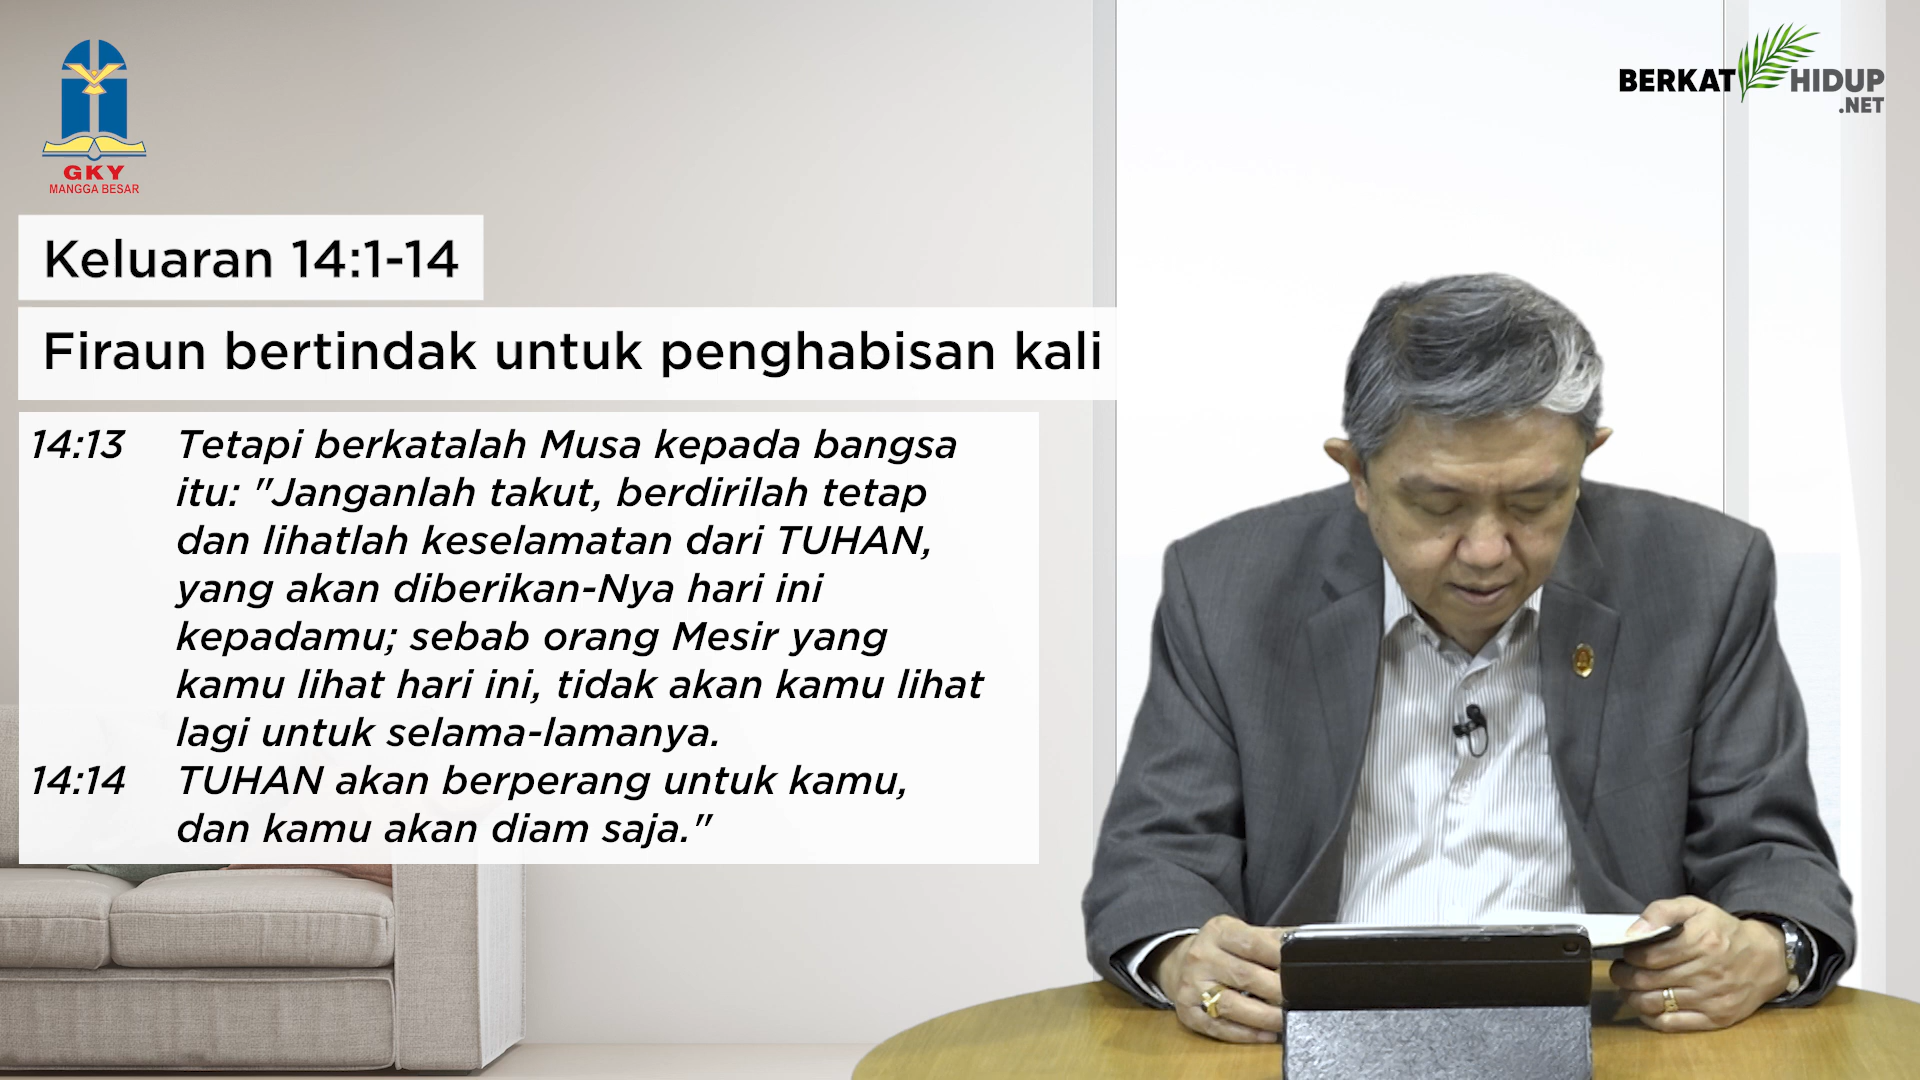 GKY
MANGGA BESAR
BERKAT HIDUP
.NET
Keluaran 14:1-14
Firaun bertindak untuk penghabisan kali
14:13 Tetapi berkatalah Musa kepada bangsa
itu: "Janganlah takut, berdirilah tetap
dan lihatlah keselamatan dari TUHAN,
yang akan diberikan-Nya hari ini
kepadamu; sebab orang Mesir yang
kamu lihat hari ini, tidak akan kamu lihat
lagi untuk selama-lamanya.
14:14 TUHAN akan berperang untuk kamu,
dan kamu akan diam saja."